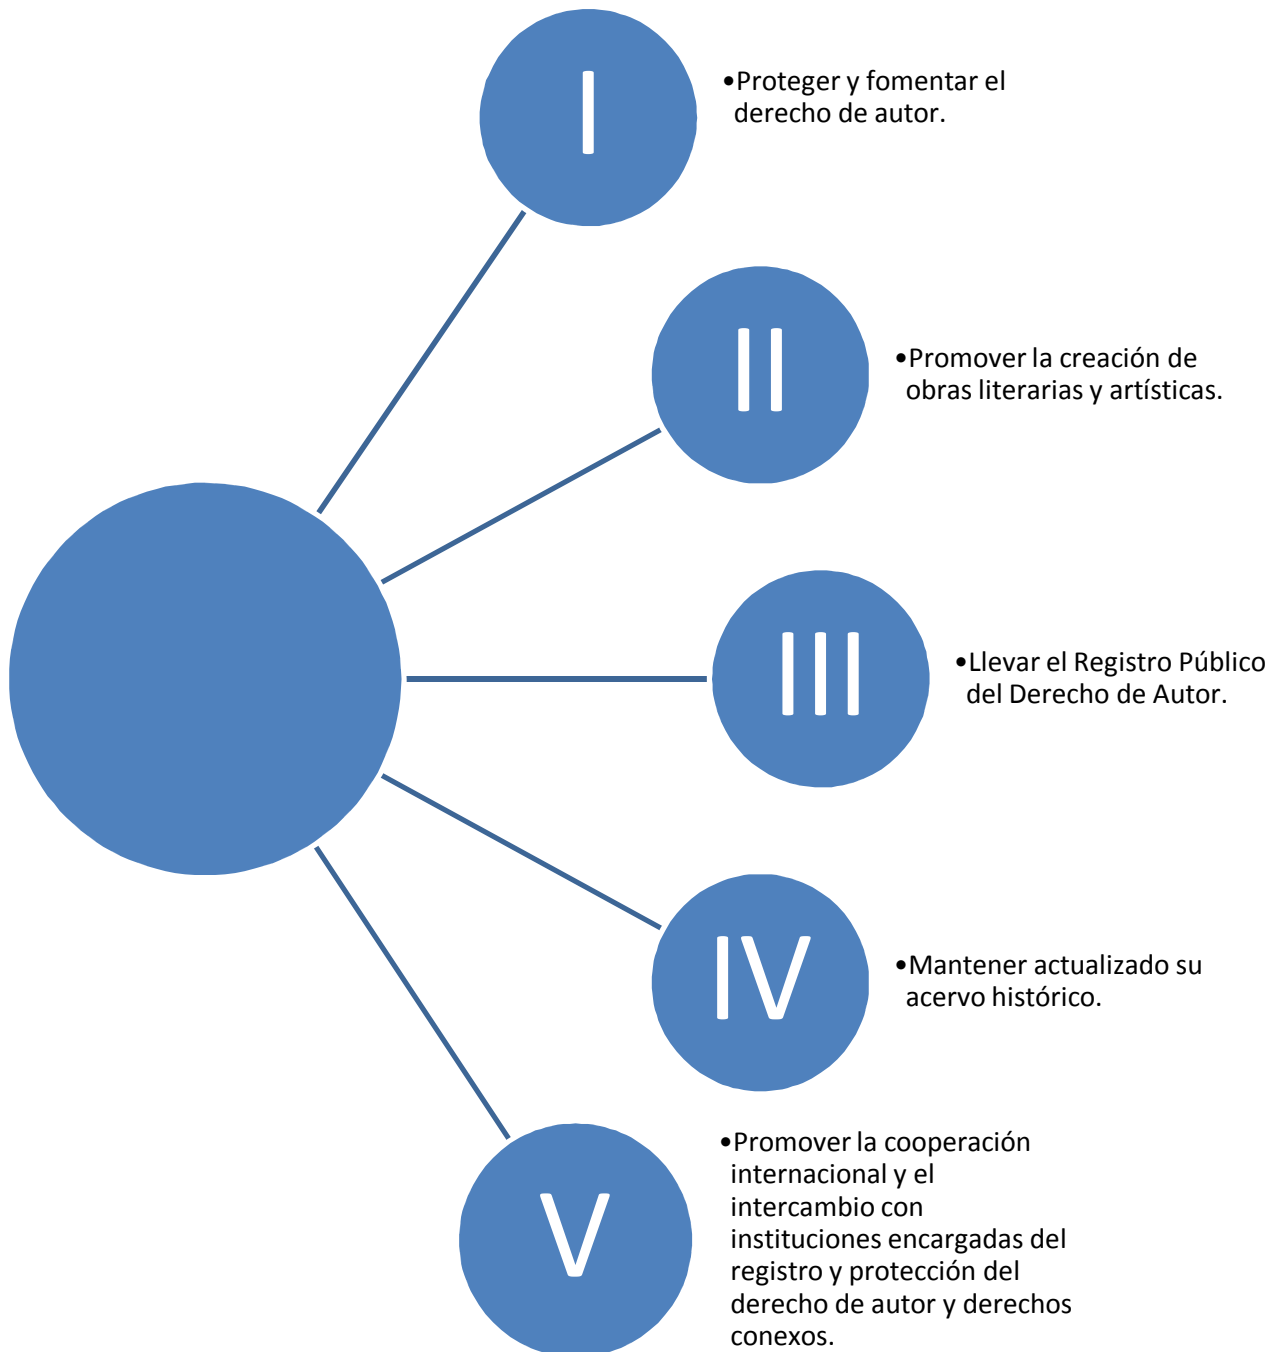 I
•Proteger y fomentar el
derecho de autor.
II
•Promover la creación de
obras literarias y artísticas.
III
•Llevar el Registro Público
del Derecho de Autor.
IV
•Mantener actualizado su
acervo histórico.
V
•Promover la cooperación
internacional y el
intercambio con
instituciones encargadas del
registro y protección del
derecho de autor y derechos
conexos.